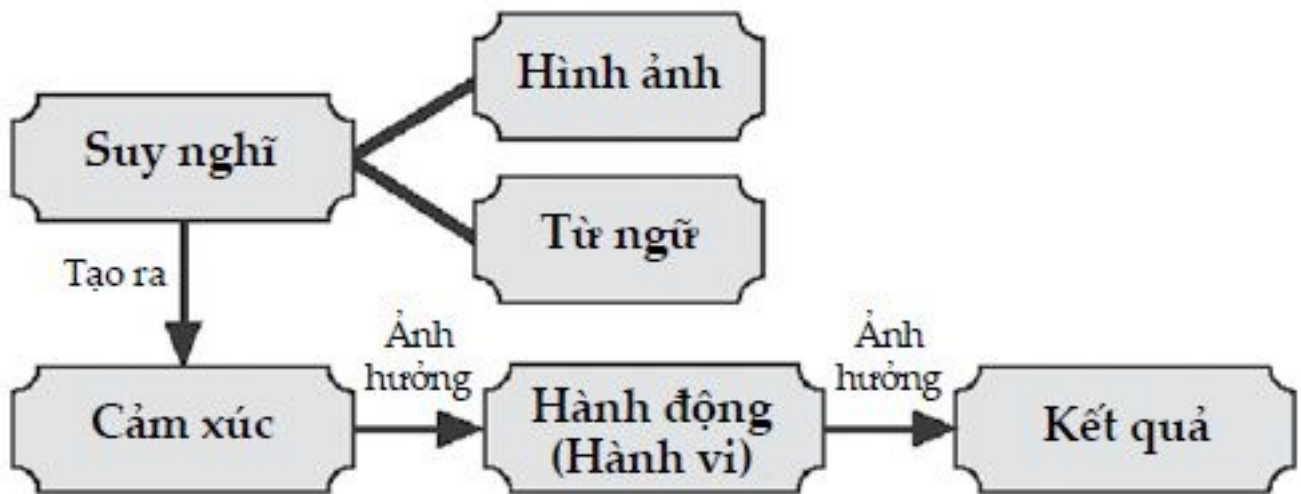 Hình ảnh
Suy nghĩ
Từ ngữ
Tạo ra
Ảnh
hưởng
Ảnh
hưởng
Cảm xúc
Hành động
(Hành vi)
Kết quả